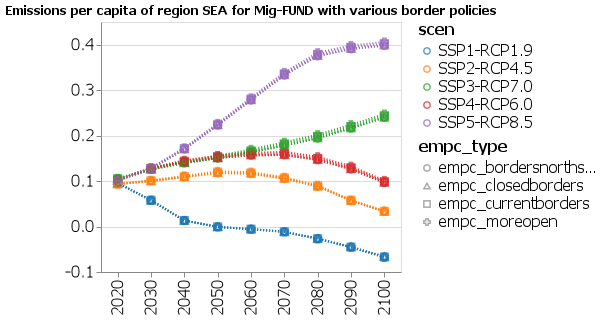 Emissions per capita of region SEA for Mig-FUND with various border policies
scen
SSP1-RCP1.9
SSP2-RCP4.5
SSP3-RCP7.0
SSP4-RCP6.0
SSP5-RCP8.5
empc_type
empc_bordersnorths...
empc_closedborders
empc_currentborders
empc_moreopen
0.4
0.3
0.2
0.1
0.0
-0.1
2020
2030
2040
2050
2060
2070
2080
2090
2100